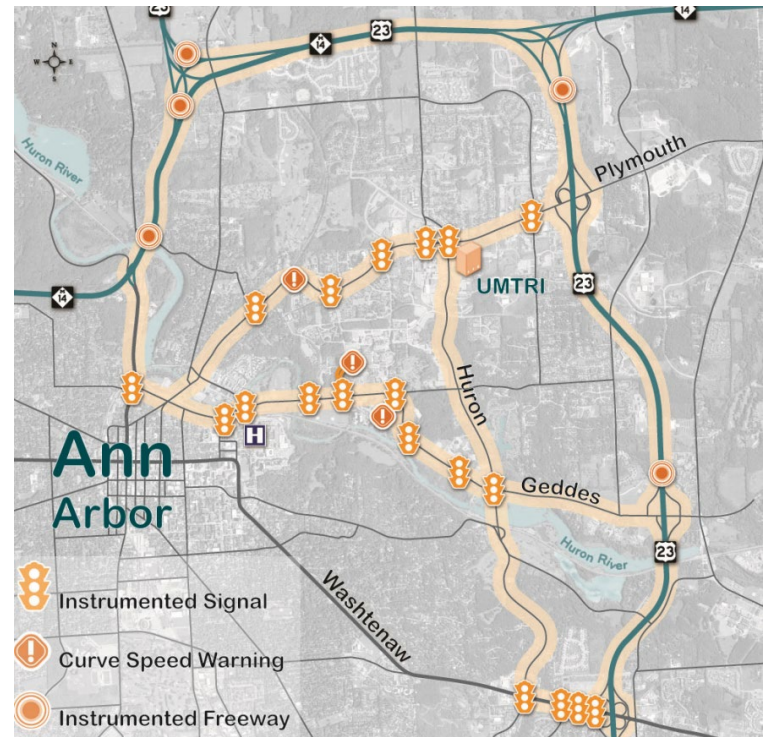 23
14
23
14
N
W E
S
Huron River
Plymouth
14
UMTRI
23
Huron
H
Ann
Arbor
Geddes
Huron River
23
Washtenaw
Instrumented Signal
Curve Speed Warning
Instrumented Freeway